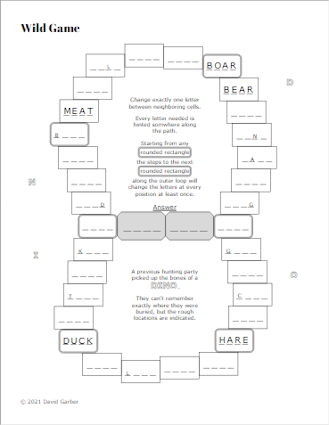 Wild Game
L
BOAR
BEAR
D
MEAT
Change exactly one letter
between neighboring cells.
Every letter needed is
hinted somwhere along
the path.
Starting from any
rounded rectangle
the steps to the next
rounded rectangle
along the outer loop will
change the letters at every
position at least once.
N
A
D
G
Answer
K
G
A previous hunting party
picked up the bones of a
DINO.
They can't remember
exactly where they were
buried, but the rough
locations are indicated.
N
I
O
T
C
DUCK
HARE
L
© 2021 David Garber